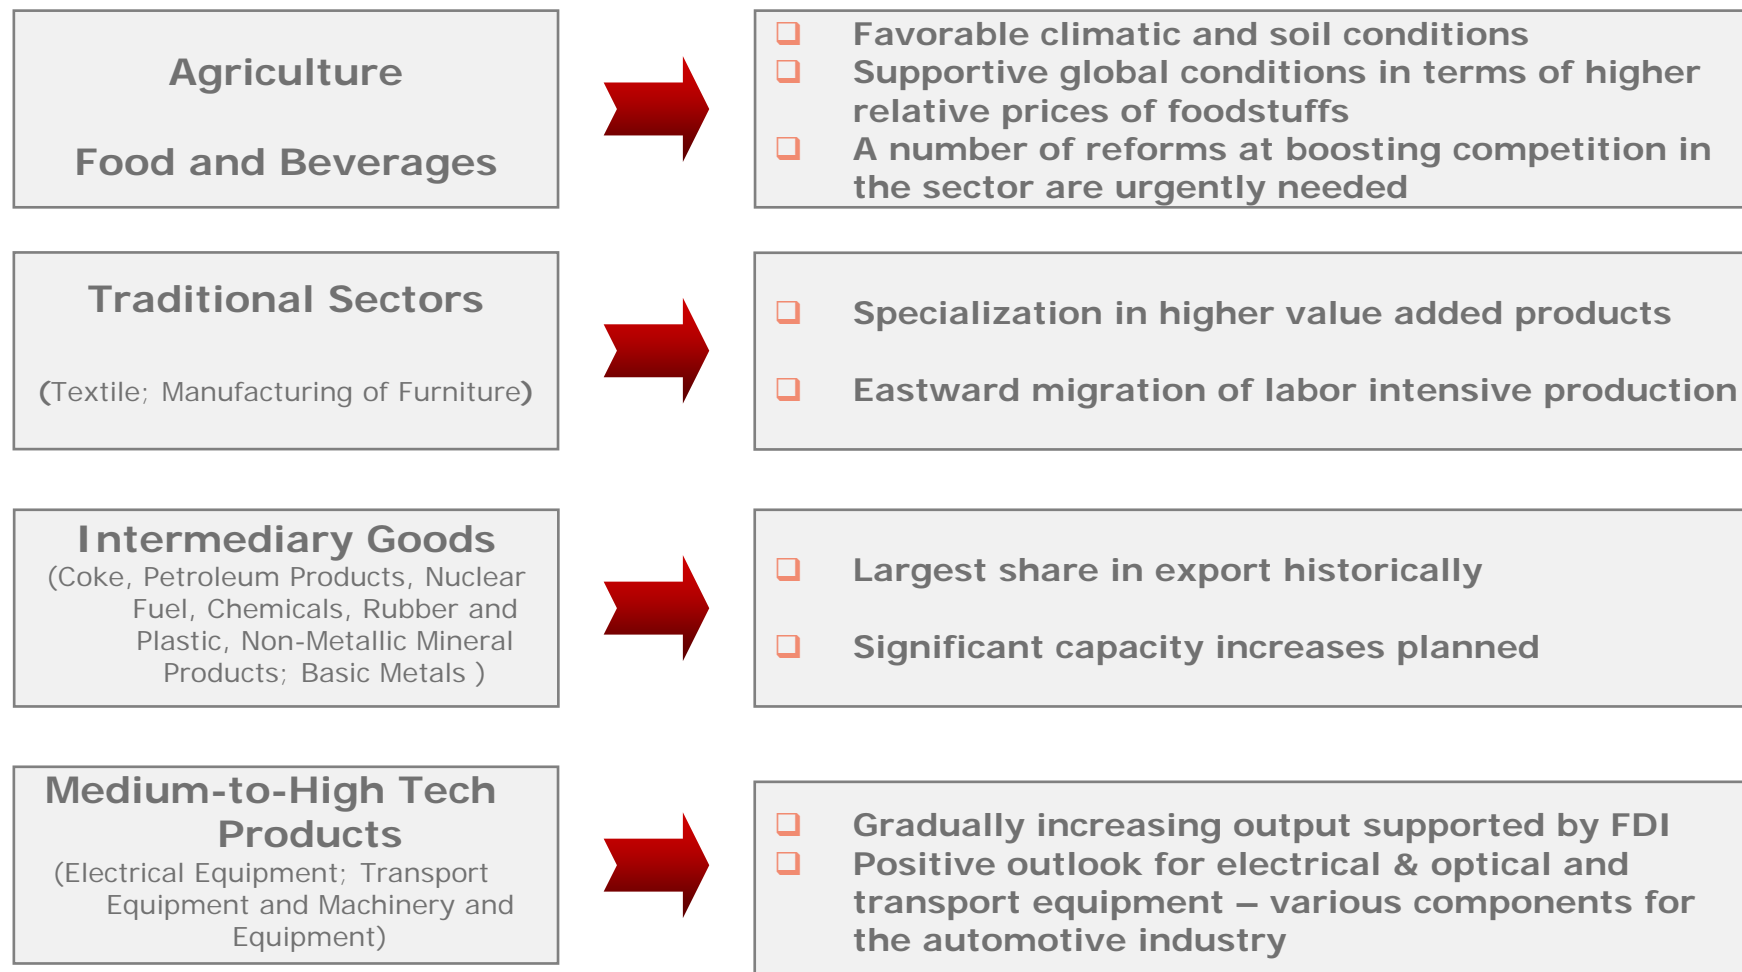 Agriculture
Food and Beverages
Favorable climatic and soil conditions
Supportive global conditions in terms of higher
relative prices of foodstuffs
A number of reforms at boosting competition in
the sector are urgently needed
Traditional Sectors
(Textile; Manufacturing of Furniture)
Specialization in higher value added products
Eastward migration of labor intensive production
Intermediary Goods
(Coke, Petroleum Products, Nuclear
Fuel, Chemicals, Rubber and
Plastic, Non-Metallic Mineral
Products; Basic Metals )
Largest share in export historically
Significant capacity increases planned
Medium-to-High Tech
Products
(Electrical Equipment; Transport
Equipment and Machinery and
Equipment)
Gradually increasing output supported by FDI
Positive outlook for electrical & optical and
transport equipment – various components for
the automotive industry